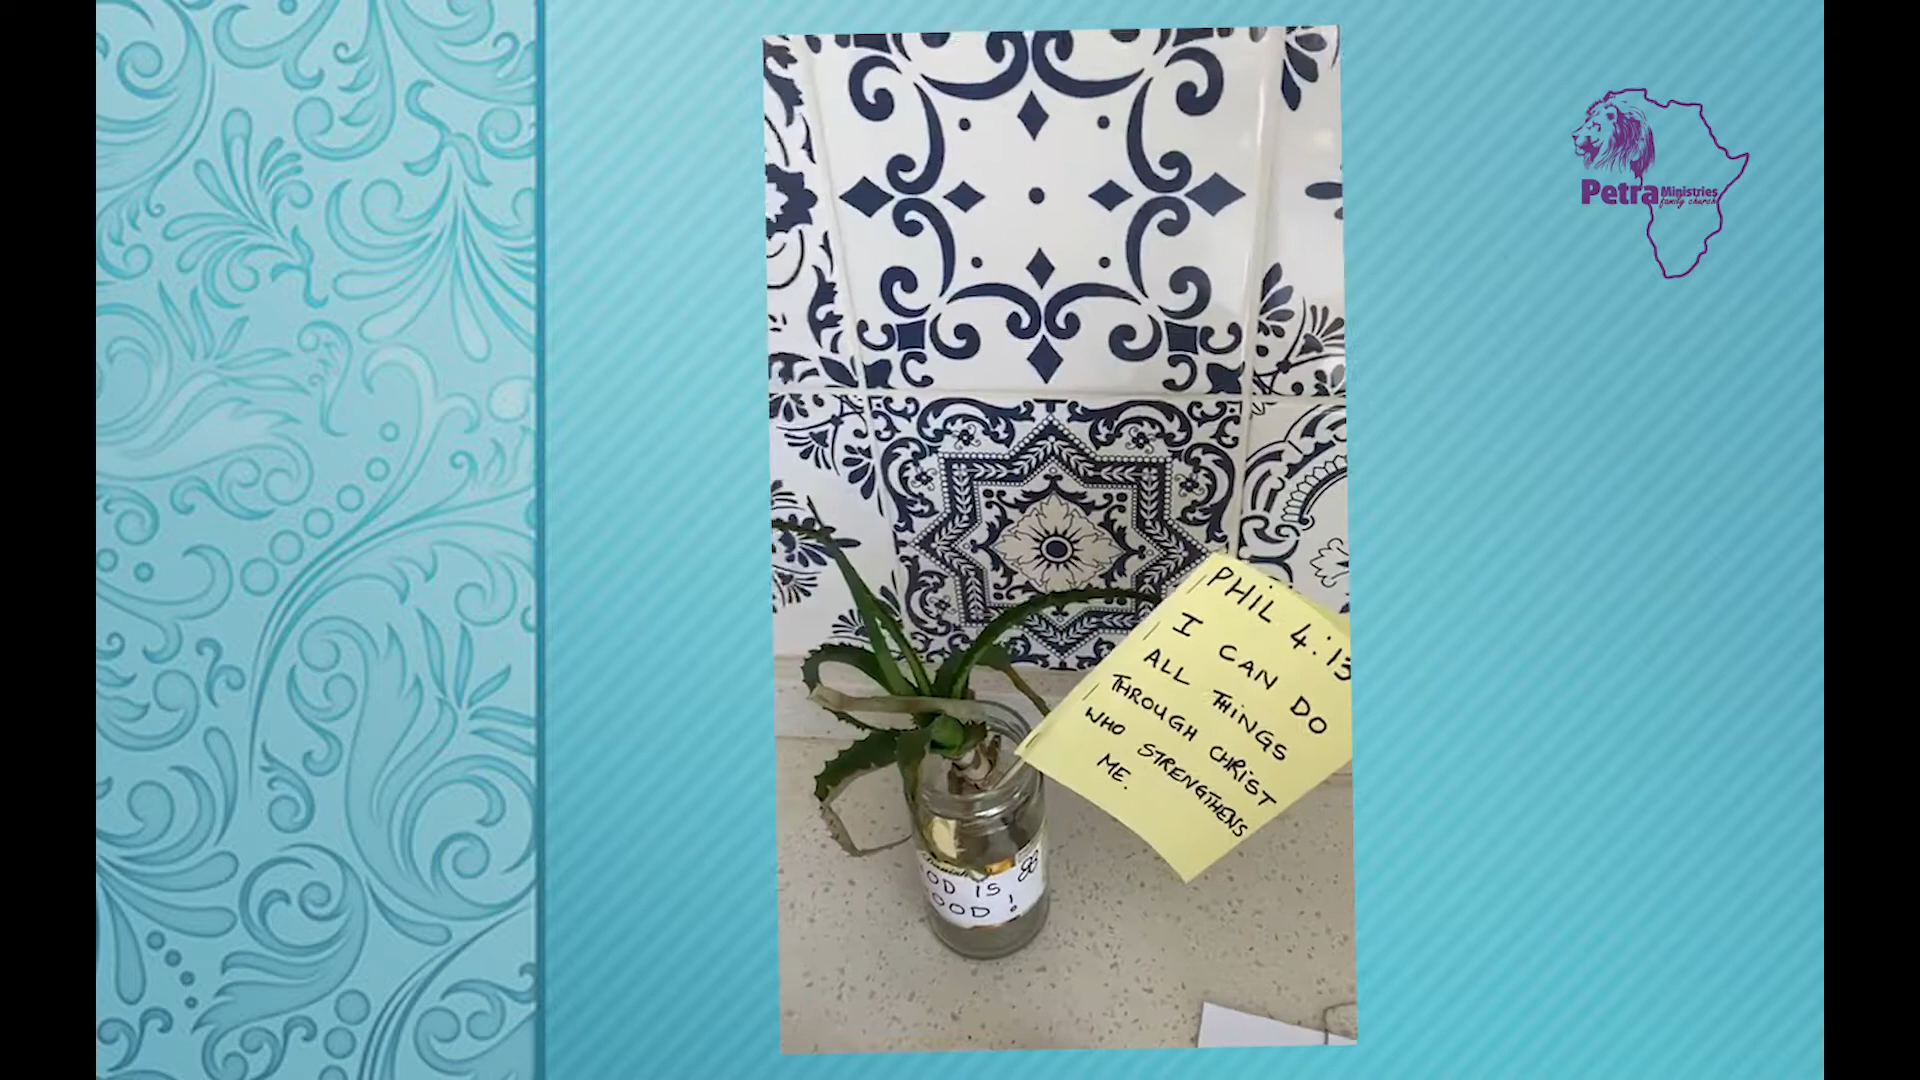 Petra Ministries
family church
PHIL 4:13
I CAN DO
ALL THINGS
THROUGH CHRIST
WHO STRENGTHENS
ME.
OD IS
OOD!